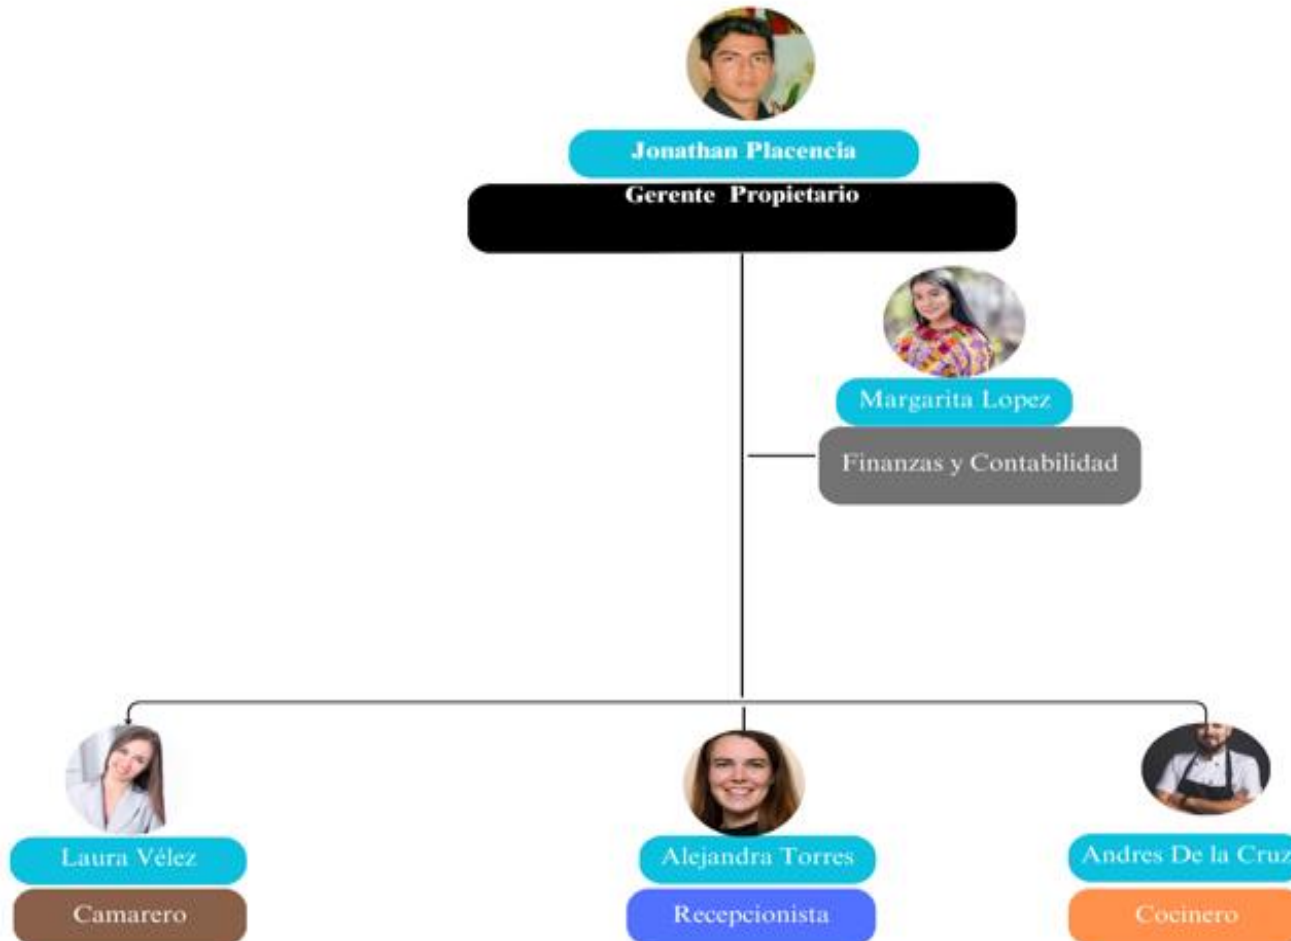 Jonathan Placencia
Gerente Propietario
Margarita Lopez
Finanzas y Contabilidad
Laura Vélez
Camarero
Alejandra Torres
Recepcionista
Andres De la Cruz
Cocinero